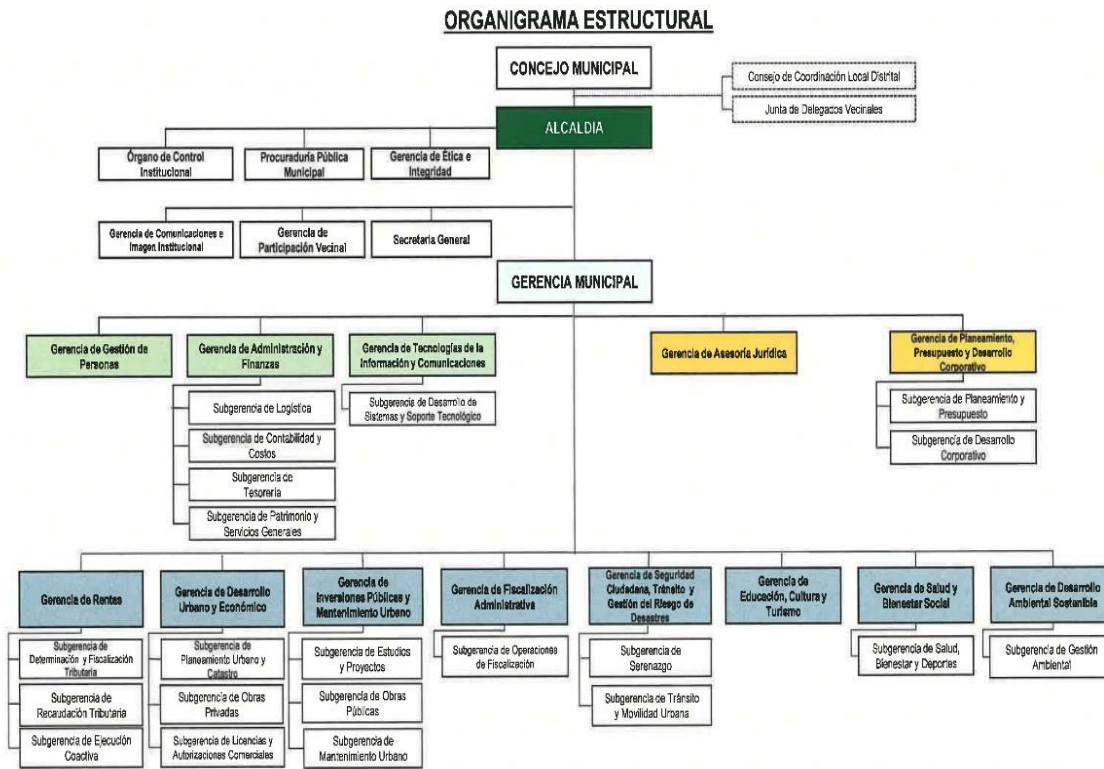 ORGANIGRAMA ESTRUCTURAL
CONCEJO MUNICIPAL
Consejo de Coordinación Local Distrital
Junta de Delegados Vecinales
ALCALDIA
Órgano de Control
Institucional
Procuraduría Pública
Municipal
Gerencia de Ética e
Integridad
Gerencia de Comunicaciones e
Imagen Institucional
Gerencia de
Participación Vecinal
Secretaria General
GERENCIA MUNICIPAL
Gerencia de Gestión de
Personas
Gerencia de Administración y
Finanzas
Gerencia de Tecnologías de la
Información y Comunicaciones
Gerencia de Asesoría Jurídica
Gerencia de Planeamiento,
Presupuesto y Desarrollo
Corporativo
Subgerencia de Logística
Subgerencia de Contabilidad y
Costos
Subgerencia de
Tesorería
Subgerencia de Patrimonio y
Servicios Generales
Subgerencia de Desarrollo de
Sistemas y Soporte Tecnológico
Subgerencia de Planeamiento y
Presupuesto
Subgerencia de Desarrollo
Corporativo
Gerencia de Rentas
Subgerencia de
Determinación y Fiscalización
Tributaria
Subgerencia de
Recaudación Tributaria
Subgerencia de Ejecución
Coactiva
Gerencia de Desarrollo
Urbano y Económico
Subgerencia de
Planeamiento Urbano y
Catastro
Subgerencia de Obras
Privadas
Subgerencia de Licencias y
Autorizaciones Comerciales
Gerencia de
Inversiones Públicas y
Mantenimiento Urbano
Subgerencia de Estudios y
Proyectos
Subgerencia de Obras
Públicas
Subgerencia de
Mantenimiento Urbano
Gerencia de Fiscalización
Administrativa
Subgerencia de Operaciones
de Fiscalización
Gerencia de Seguridad
Ciudadana, Tránsito y
Gestión del Riesgo de
Desastres
Subgerencia de
Serenazgo
Subgerencia de Tránsito
y Movilidad Urbana
Gerencia de
Educación, Cultura y
Turismo
Gerencia de Salud y
Bienestar Social
Subgerencia de Salud,
Bienestar y Deportes
Gerencia de Desarrollo
Ambiental Sostenible
Subgerencia de Gestión
Ambiental